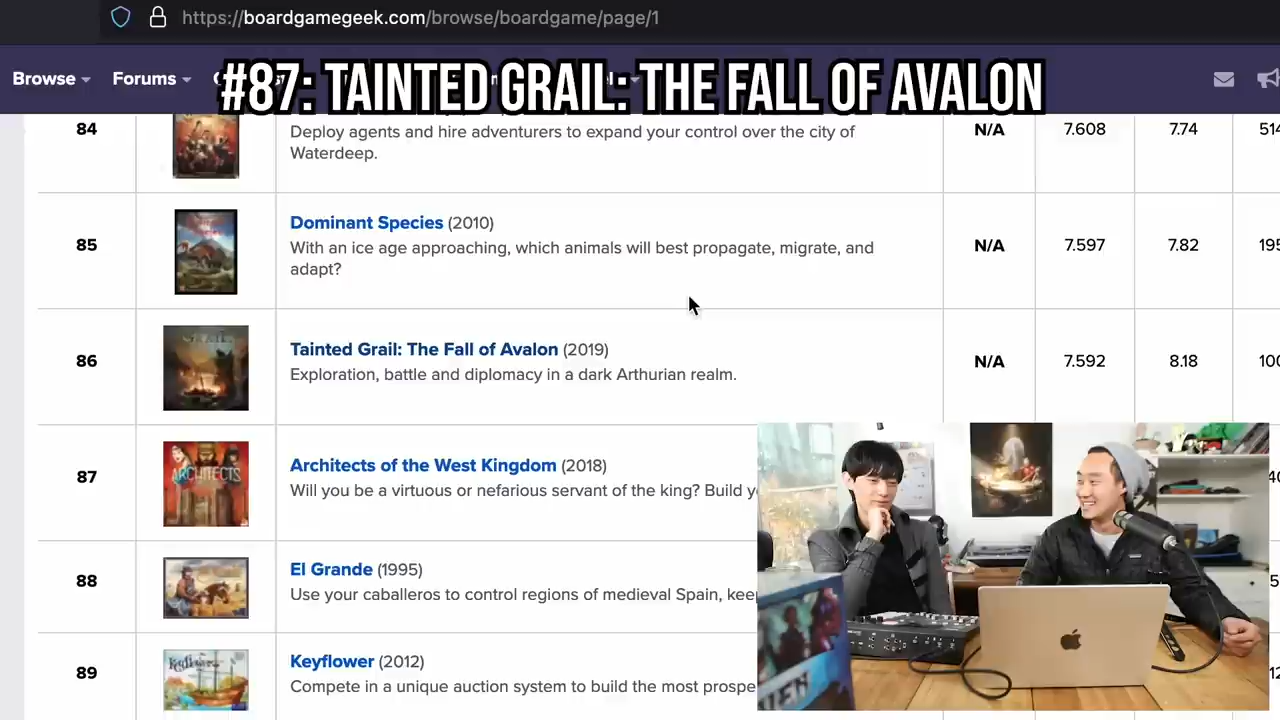 https://boardgamegeek.com/browse/boardgame/page/1
Browse
Forums
#87: TAINTED GRAIL: THE FALL OF AVALON
84
Deploy agents and hire adventurers to expand your control over the city of
Waterdeep.
N/A
7.608
7.74
514
85
Dominant Species (2010)
With an ice age approaching, which animals will best propagate, migrate, and
adapt?
N/A
7.597
7.82
195
86
Tainted Grail: The Fall of Avalon (2019)
Exploration, battle and diplomacy in a dark Arthurian realm.
N/A
7.592
8.18
100
87
ARCHITECTS
Architects of the West Kingdom (2018)
Will you be a virtuous or nefarious servant of the king? Build
88
El Grande (1995)
Use your caballeros to control regions of medieval Spain,
89
Keyflower
Keyflower (2012)
Compete in a unique auction system to build the most